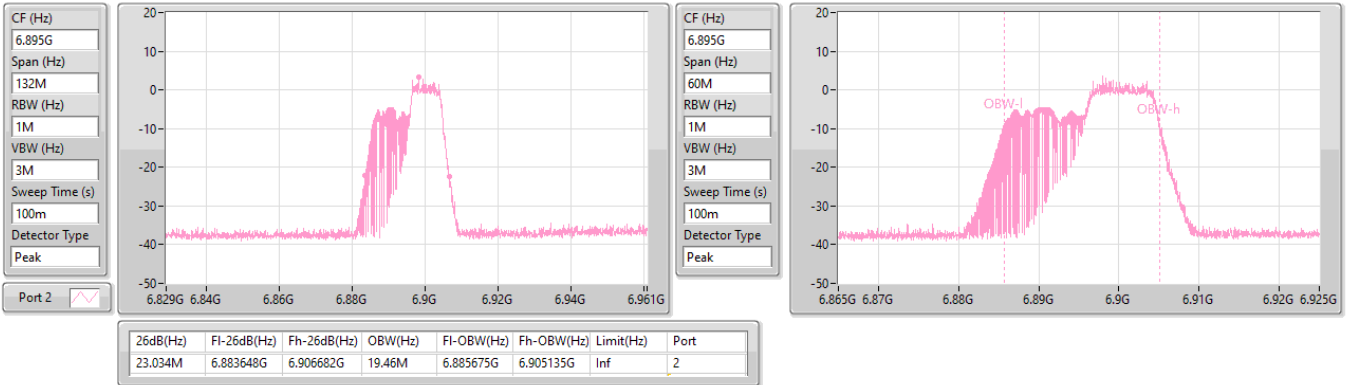 CF (Hz)
6.895G
Span (Hz)
132M
RBW (Hz)
1M
VBW (Hz)
3M
Sweep Time (s)
100m
Detector Type
Peak
Port 2
20
10
0
-10
-20
-30
-40
-50
6.829G 6.84G 6.86G 6.88G 6.9G 6.92G 6.94G 6.961G
CF (Hz)
6.895G
Span (Hz)
60M
RBW (Hz)
1M
VBW (Hz)
3M
Sweep Time (s)
100m
Detector Type
Peak
20
10
0
-10
-20
-30
-40
-50
OBW-l
OBW-h
6.865G 6.87G 6.88G 6.89G 6.9G 6.91G 6.92G 6.925G
26dB(Hz) Fl-26dB(Hz) Fh-26dB(Hz) OBW(Hz) Fl-OBW(Hz) Fh-OBW(Hz) Limit(Hz) Port
23.034M 6.883648G 6.906682G 19.46M 6.885675G 6.905135G Inf 2